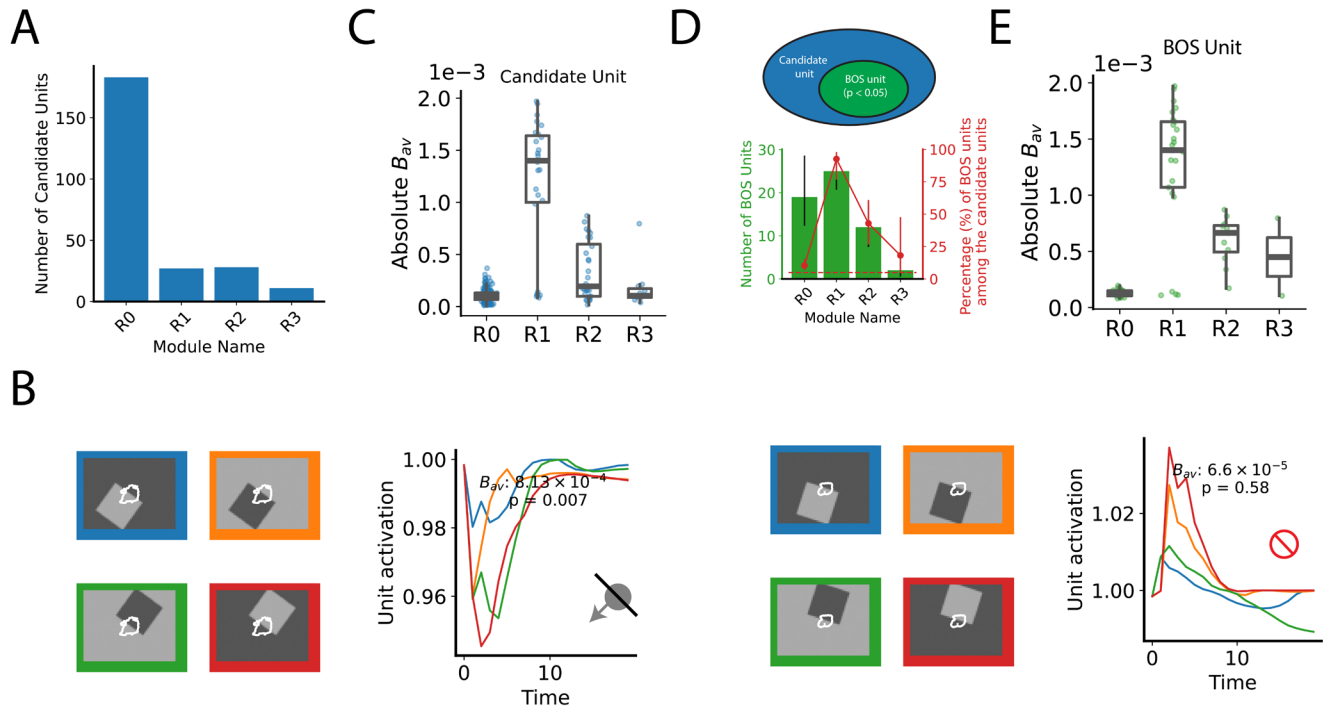 A
Number of Candidate Units
150
100
50
0
R0
R1
R2
R3
Module Name
C
1e−3
Candidate Unit
Absolute B_av
2.0
1.5
1.0
0.5
0.0
R0
R1
R2
R3
D
Candidate
unit
BOS unit
(p < 0.05)
Number of BOS Units
30
20
10
0
100
75
50
25
0
Percentage (%) of BOS units
among the candidate units
R0
R1
R2
R3
Module Name
E
BOS Unit
1e−3
Absolute B_av
2.0
1.5
1.0
0.5
0.0
R0
R1
R2
R3
B
Unit activation
1.00
0.98
0.96
B_av: 8.13 × 10⁻⁴
p = 0.007
0
10
Time
Unit activation
1.02
1.00
B_av: 6.6 × 10⁻⁵
p = 0.58
0
10
Time